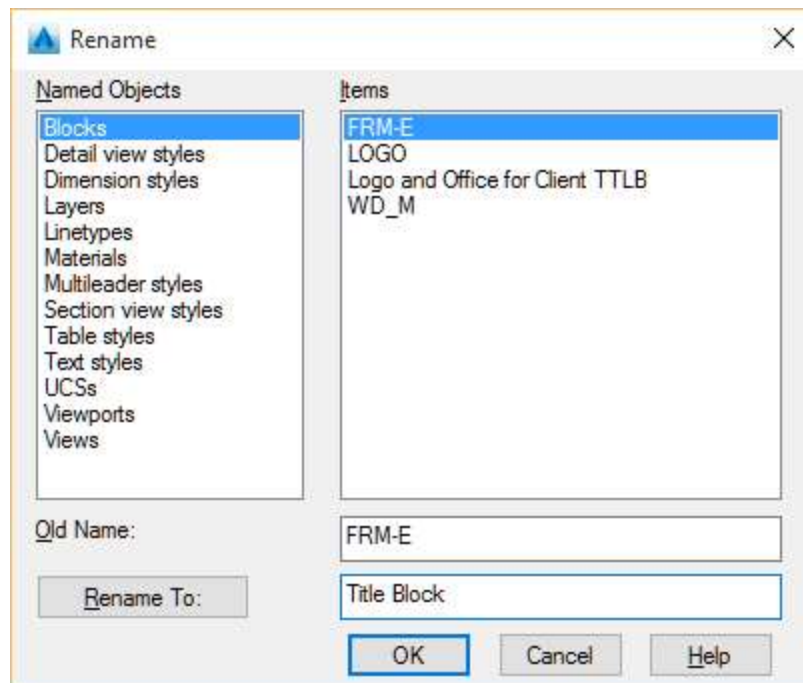 Rename
Named Objects
Items
Blocks
Detail view styles
Dimension styles
Layers
Linetypes
Materials
Multileader styles
Section view styles
Table styles
Text styles
UCSs
Viewports
Views
FRM-E
LOGO
Logo and Office for Client TTLB
WD_M
Old Name:
FRM-E
Rename To:
Title Block
OK
Cancel
Help